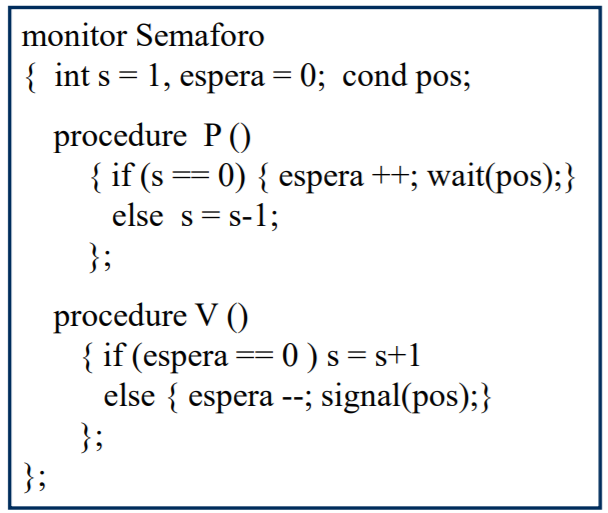 monitor Semaforo
{ int s = 1, espera = 0; cond pos;
procedure P ()
{ if (s == 0) { espera ++; wait(pos);}
else s = s-1;
};
procedure V ()
{ if (espera == 0 ) s = s+1
else { espera --; signal(pos);}
};
};